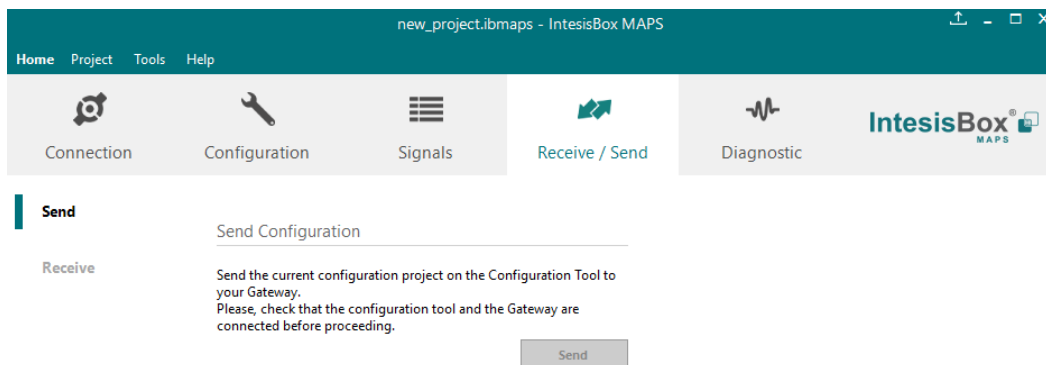 new_project.ibmaps - IntesisBox MAPS
Home Project Tools Help
Connection Configuration Signals Receive / Send Diagnostic
IntesisBox®
MAPS
Send
Send Configuration
Receive
Send the current configuration project on the Configuration Tool to
your Gateway.
Please, check that the configuration tool and the Gateway are
connected before proceeding.
Send